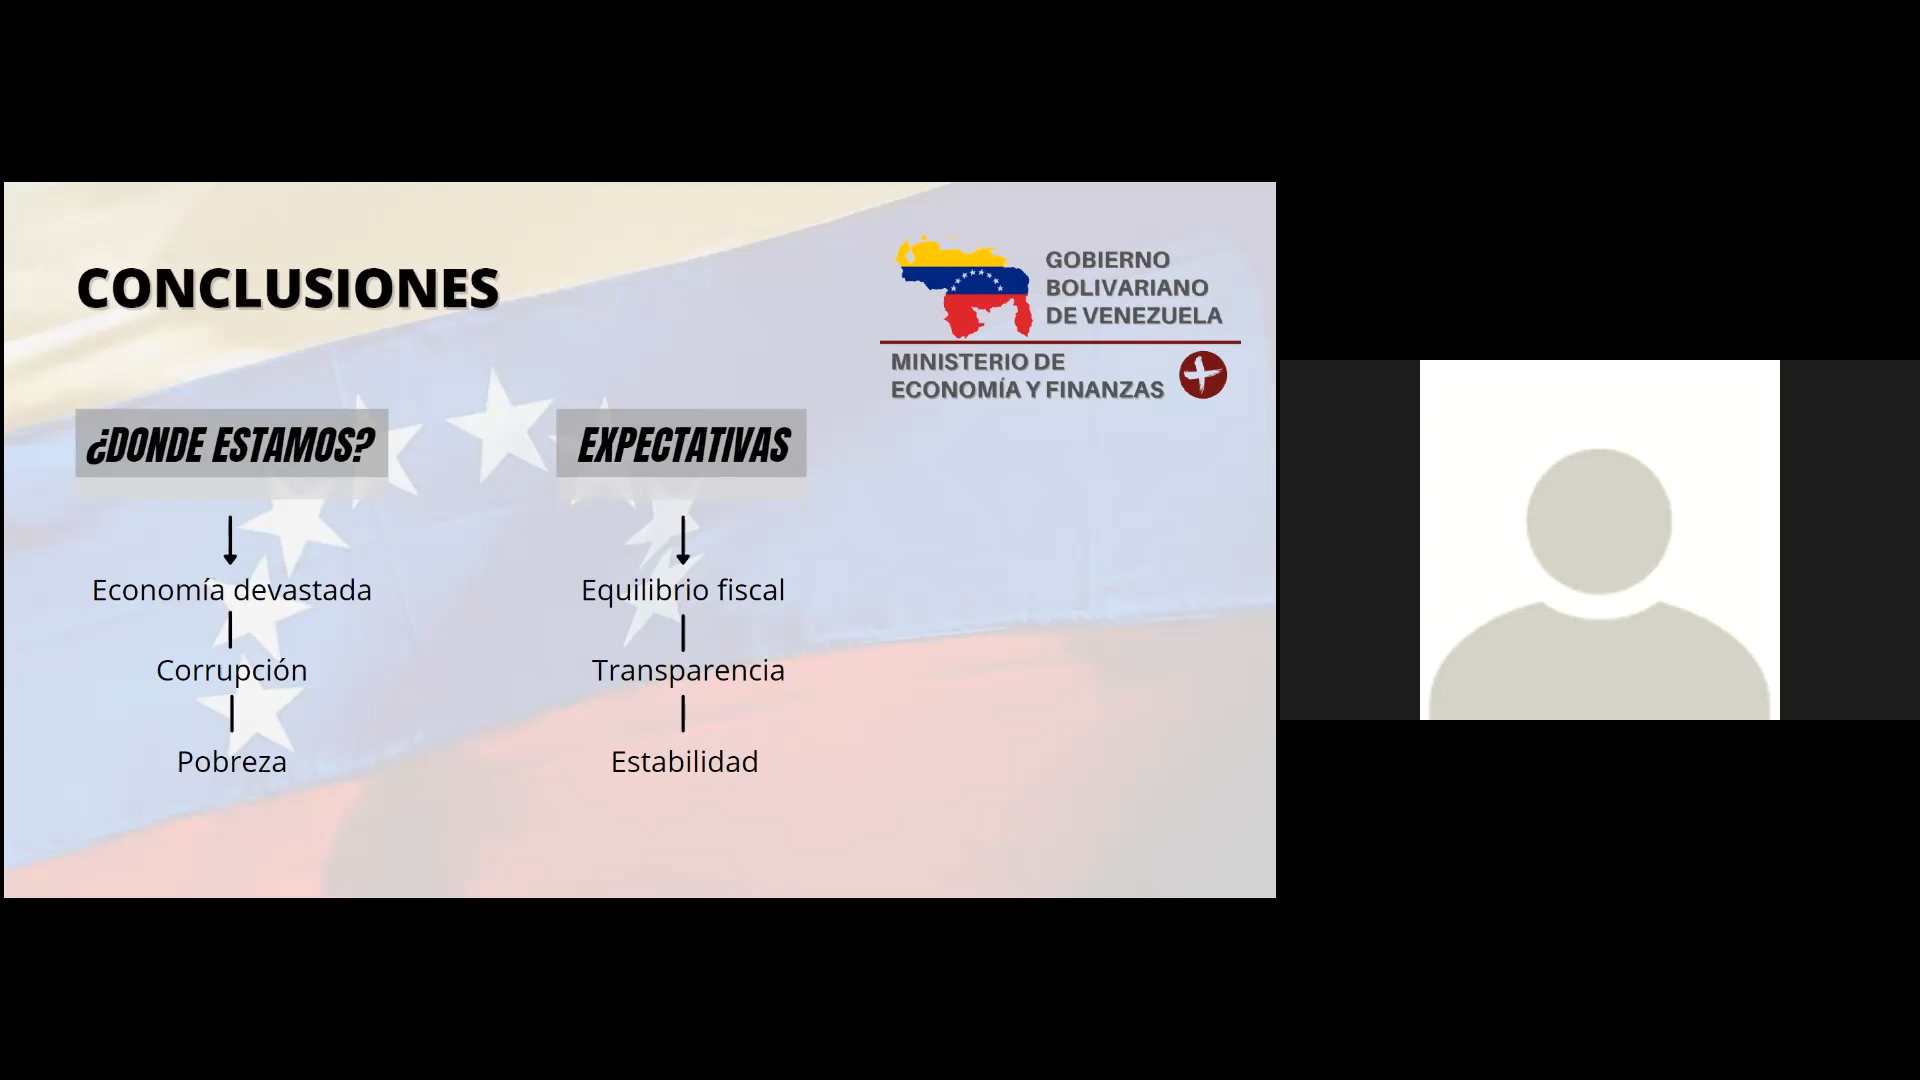 CONCLUSIONES
GOBIERNO
BOLIVARIANO
DE VENEZUELA
MINISTERIO DE
ECONOMÍA Y FINANZAS
¿DONDE ESTAMOS?
Economía devastada
Corrupción
Pobreza
EXPECTATIVAS
Equilibrio fiscal
Transparencia
Estabilidad